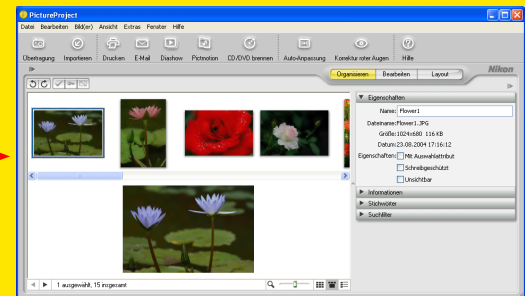 PictureProject
Datei Bearbeiten Bild(er) Ansicht Extras Fenster Hilfe
Übertragung Importieren Drucken E-Mail Diashow Pictmotion CD/DVD brennen Auto-Anpassung Korrektur roter Augen Hilfe
Nikon
Organisieren Bearbeiten Layout
Eigenschaften
Name: Flower1
Dateiname: Flower1.JPG
Größe: 1024x680 116 KB
Datum: 23.08.2004 17:16:12
Eigenschaften: Mit Auswahlattribut
Schreibgeschützt
Unsichtbar
Informationen
Stichwörter
Suchfilter
1 ausgewählt, 15 insgesamt